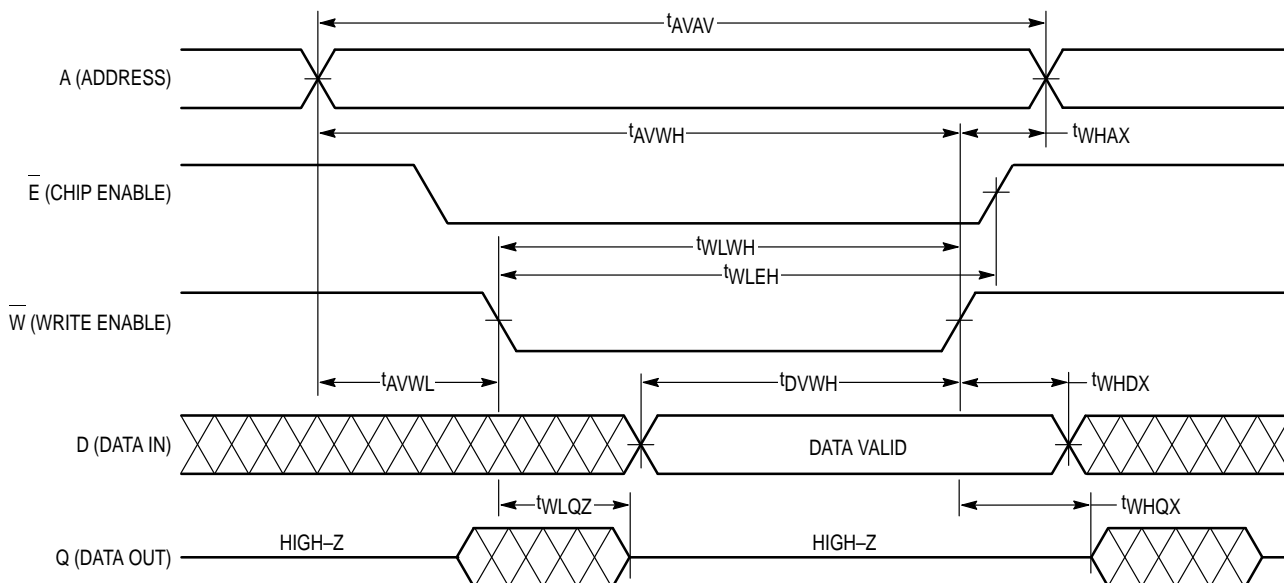 tAVAV
A (ADDRESS)
tAVWH
tWHAX
E (CHIP ENABLE)
tWLWH
tWLEH
W (WRITE ENABLE)
tAVWL
tDVWH
tWHDX
D (DATA IN)
DATA VALID
tWLQZ
tWHQX
Q (DATA OUT)
HIGH–Z
HIGH–Z